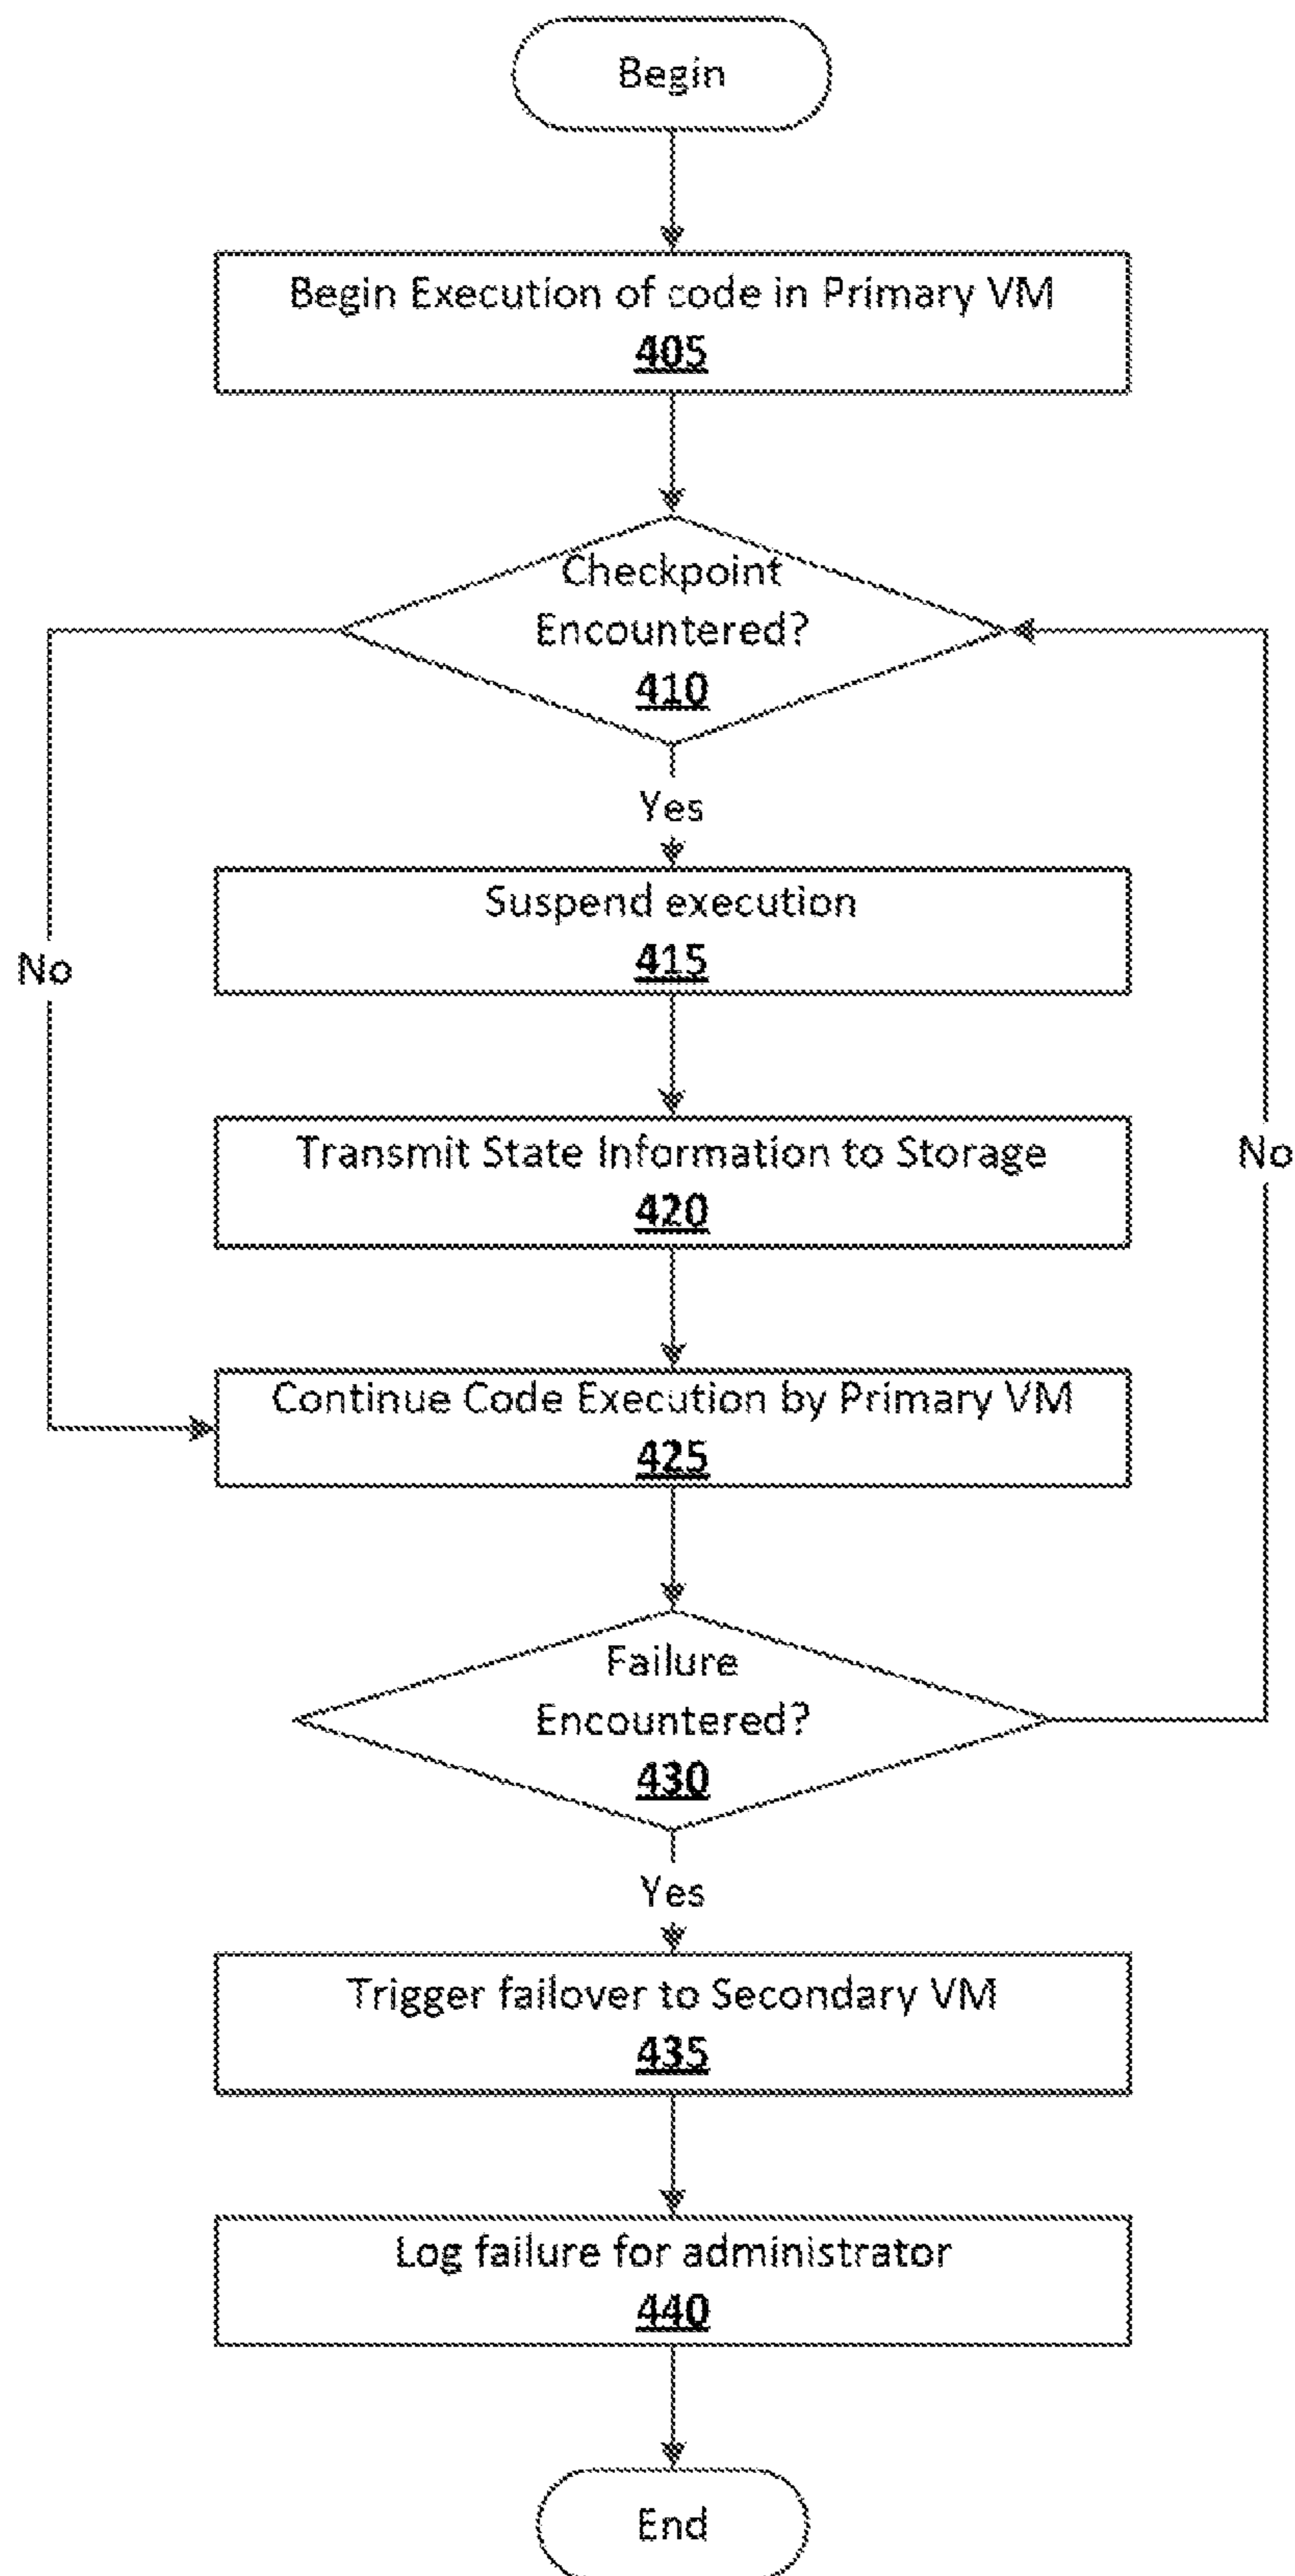 Begin
Begin Execution of code in Primary VM
405
Checkpoint
Encountered?
410
Yes
Suspend execution
415
No
Transmit State Information to Storage
420
No
Continue Code Execution by Primary VM
425
Failure
Encountered?
430
Yes
Trigger failover to Secondary VM
435
Log failure for administrator
440
End